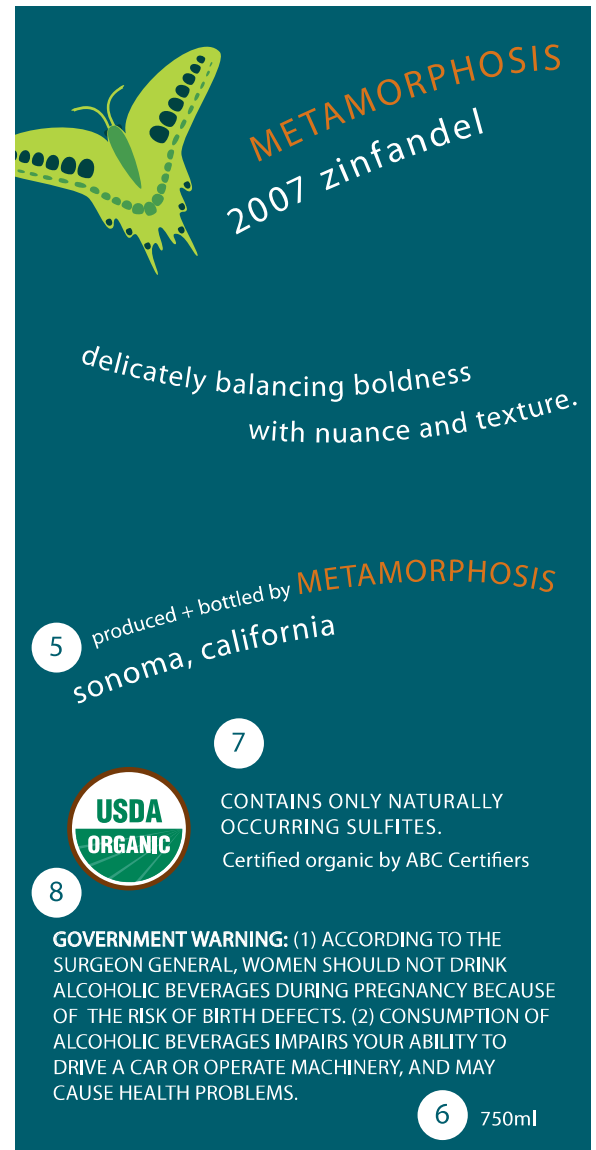 METAMORPHOSIS
2007 zinfandel
delicately balancing boldness
with nuance and texture.
5
produced + bottled by METAMORPHOSIS
sonoma, california
7
USDA
ORGANIC
CONTAINS ONLY NATURALLY
OCCURRING SULFITES.
Certified organic by ABC Certifiers
8
GOVERNMENT WARNING: (1) ACCORDING TO THE
SURGEON GENERAL, WOMEN SHOULD NOT DRINK
ALCOHOLIC BEVERAGES DURING PREGNANCY BECAUSE
OF THE RISK OF BIRTH DEFECTS. (2) CONSUMPTION OF
ALCOHOLIC BEVERAGES IMPAIRS YOUR ABILITY TO
DRIVE A CAR OR OPERATE MACHINERY, AND MAY
CAUSE HEALTH PROBLEMS.
6
750ml